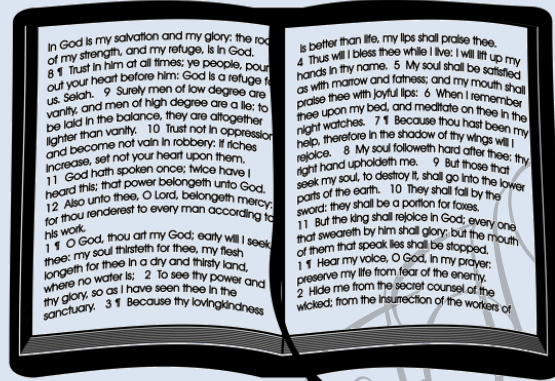 In God is my salvation and my glory: the roc
of my strength, and my refuge, is in God.
8 ¶ Trust in him at all times; ye people, pour
out your heart before him: God is a refuge fo
us. Selah. 9 Surely men of low degree are
vanity, and men of high degree are a lie: to
be laid in the balance, they are altogether
lighter than vanity. 10 Trust not in oppression
and become not vain in robbery: if riches
increase, set not your heart upon them.
11 God hath spoken once; twice have I
heard this; that power belongeth unto God.
12 Also unto thee, O Lord, belongeth mercy:
for thou renderest to every man according to
his work.
1 ¶ O God, thou art my God; early will I seek
thee: my soul thirsteth for thee, my flesh
longeth for thee in a dry and thirsty land,
where no water is; 2 To see thy power and
thy glory, so as I have seen thee in the
sanctuary. 3 ¶ Because thy lovingkindness
is better than life, my lips shall praise thee.
4 Thus will I bless thee while I live: I will lift up my
hands in thy name. 5 My soul shall be satisfied
as with marrow and fatness; and my mouth shall
praise thee with joyful lips: 6 When I remember
thee upon my bed, and meditate on thee in the
night watches. 7 ¶ Because thou hast been my
help, therefore in the shadow of thy wings will I
rejoice. 8 My soul followeth hard after thee: thy
right hand upholdeth me. 9 But those that
seek my soul, to destroy it, shall go into the lower
parts of the earth. 10 They shall fall by the
sword: they shall be a portion for foxes.
11 But the king shall rejoice in God; every one
that sweareth by him shall glory: but the mouth
of them that speak lies shall be stopped.
1 ¶ Hear my voice, O God, in my prayer:
preserve my life from fear of the enemy.
2 Hide me from the secret counsel of the
wicked; from the insurrection of the workers of